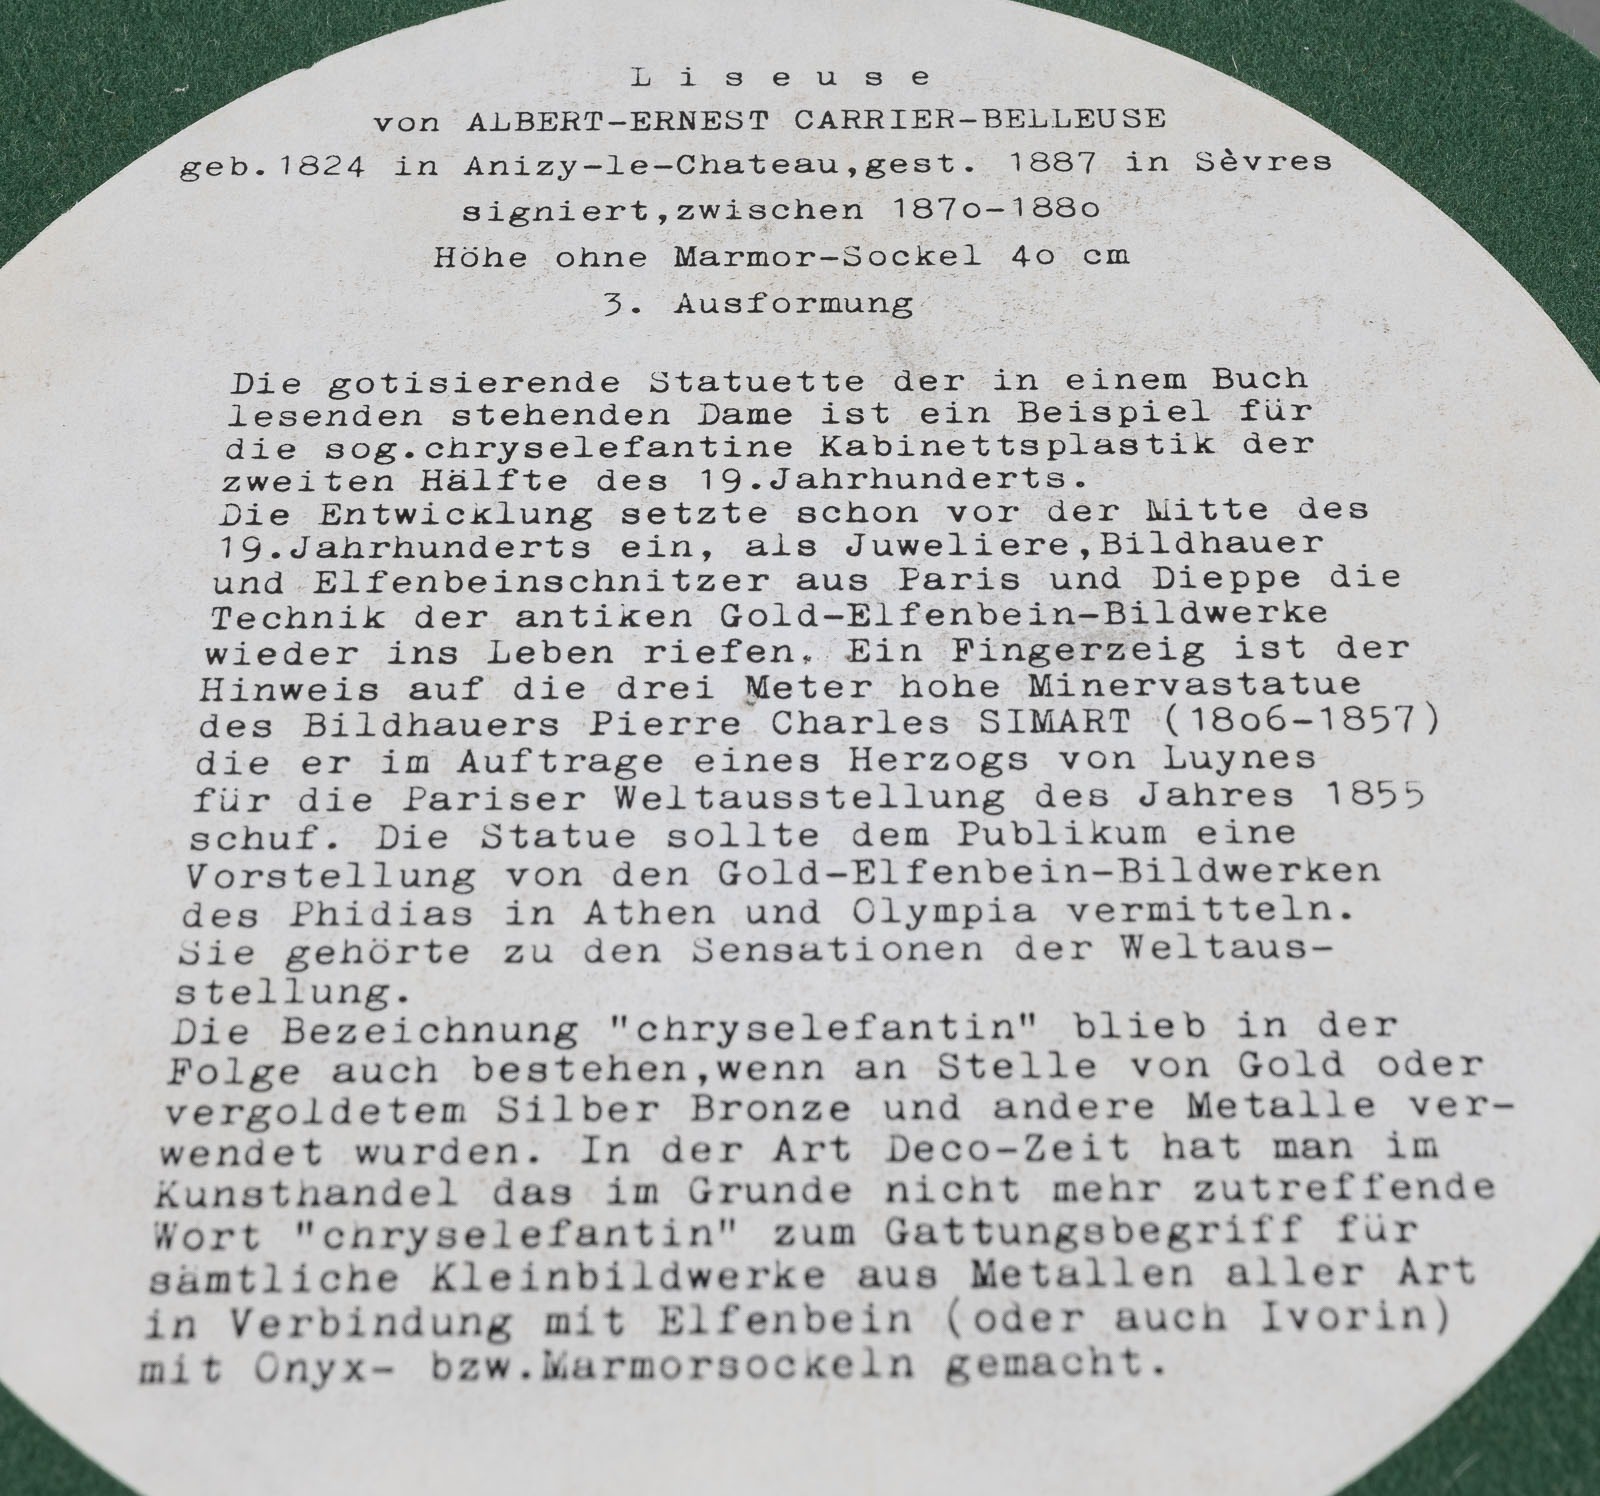 Liseuse
von ALBERT-ERNEST CARRIER-BELLEUSE
geb.1824 in Anizy-le-Chateau,gest. 1887 in Sèvres
signiert,zwischen 187o-188o
Höhe ohne Marmor-Sockel 4o cm
3. Ausformung
Die gotisierende Statuette der in einem Buch
lesenden stehenden Dame ist ein Beispiel für
die sog.chryselefantine Kabinettsplastik der
zweiten Hälfte des 19.Jahrhunderts.
Die Entwicklung setzte schon vor der Mitte des
19.Jahrhunderts ein, als Juweliere,Bildhauer
und Elfenbeinschnitzer aus Paris und Dieppe die
Technik der antiken Gold-Elfenbein-Bildwerke
wieder ins Leben riefen. Ein Fingerzeig ist der
Hinweis auf die drei Meter hohe Minervastatue
des Bildhauers Pierre Charles SIMART (18o6-1857)
die er im Auftrage eines Herzogs von Luynes
für die Pariser Weltausstellung des Jahres 1855
schuf. Die Statue sollte dem Publikum eine
Vorstellung von den Gold-Elfenbein-Bildwerken
des Phidias in Athen und Olympia vermitteln.
Sie gehörte zu den Sensationen der Weltaus-
stellung.
Die Bezeichnung "chryselefantin" blieb in der
Folge auch bestehen,wenn an Stelle von Gold oder
vergoldetem Silber Bronze und andere Metalle ver-
wendet wurden. In der Art Deco-Zeit hat man im
Kunsthandel das im Grunde nicht mehr zutreffende
Wort "chryselefantin" zum Gattungsbegriff für
sämtliche Kleinbildwerke aus Metallen aller Art
in Verbindung mit Elfenbein (oder auch Ivorin)
mit Onyx- bzw.Marmorsockeln gemacht.